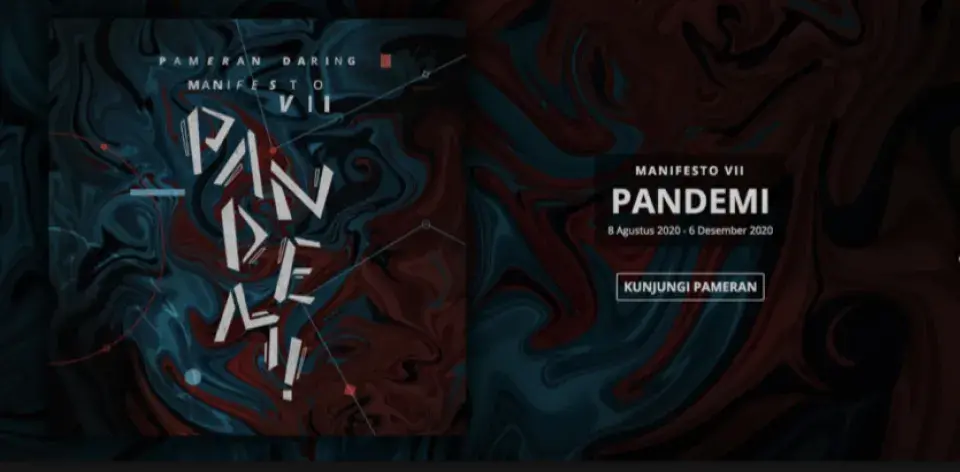 PAMERAN DARING
MANIFESTO
VII
PANDEMI
MANIFESTO VII
PANDEMI
8 Agustus 2020 - 6 Desember 2020
KUNJUNGI PAMERAN